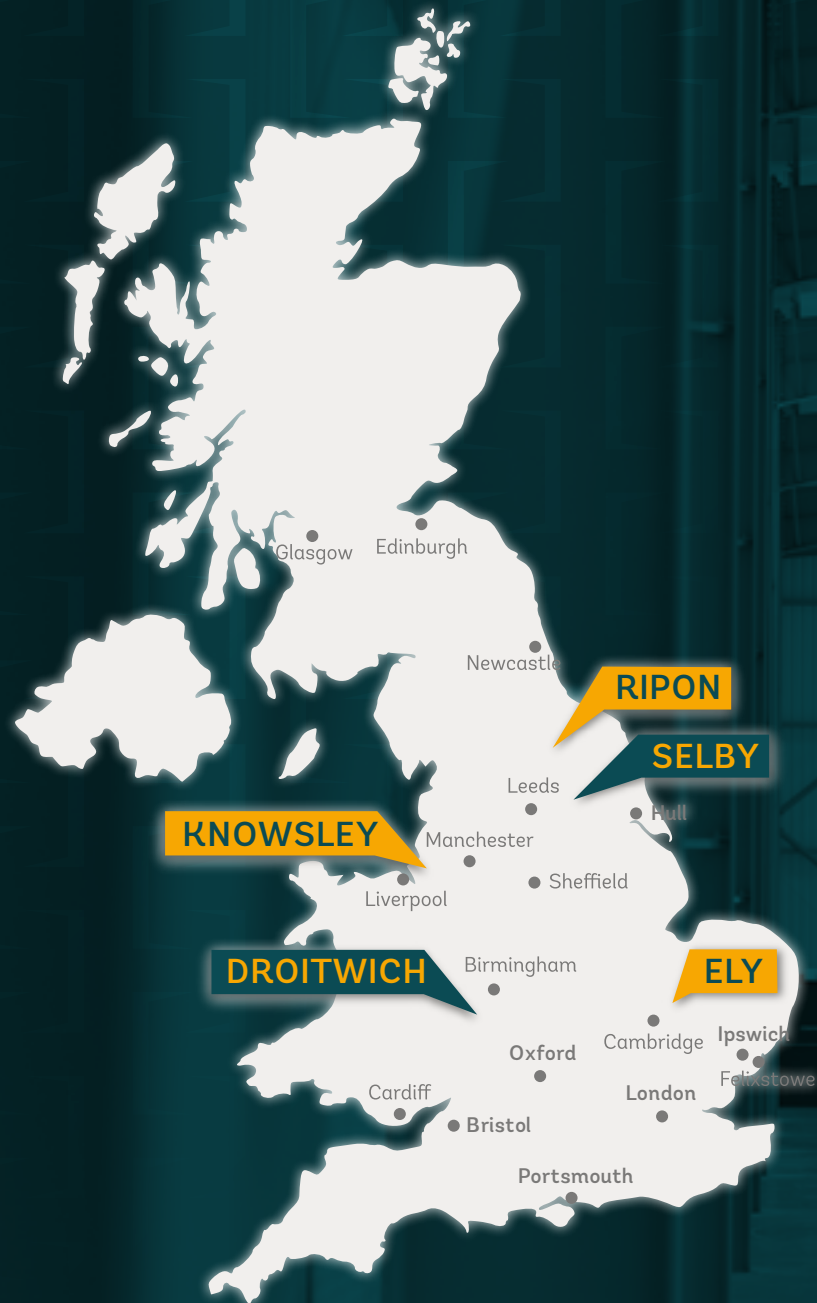 Glasgow
Edinburgh
Newcastle
RIPON
SELBY
Leeds
Hull
KNOWSLEY
Manchester
Sheffield
Liverpool
DROITWICH
Birmingham
ELY
Cambridge
Ipswich
Oxford
Felixstowe
Cardiff
London
Bristol
Portsmouth